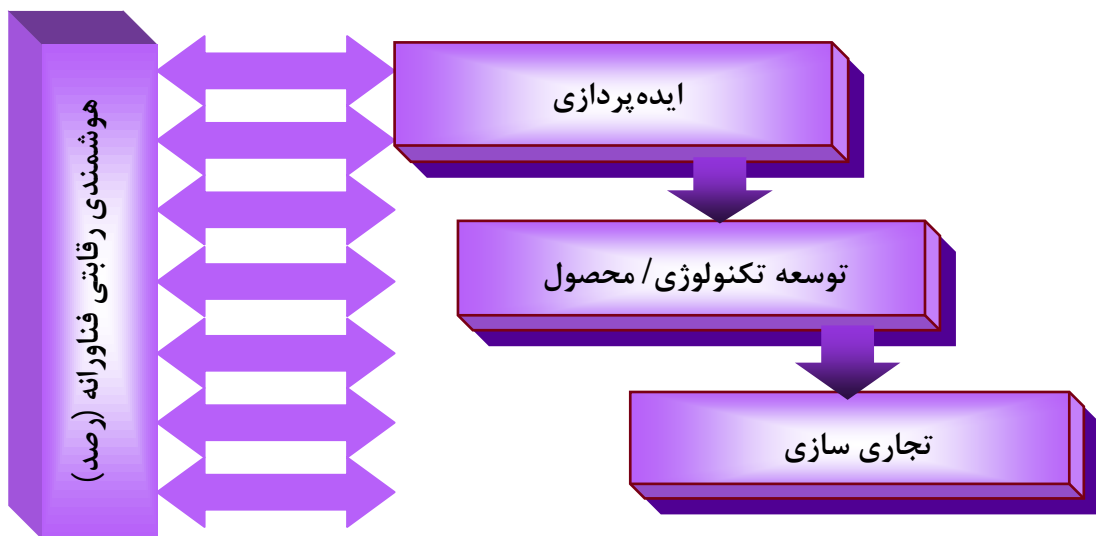 ایده‌پردازی
توسعه تکنولوژی/ محصول
تجاری سازی
هوشمندی رقابتی فناورانه (رصد)